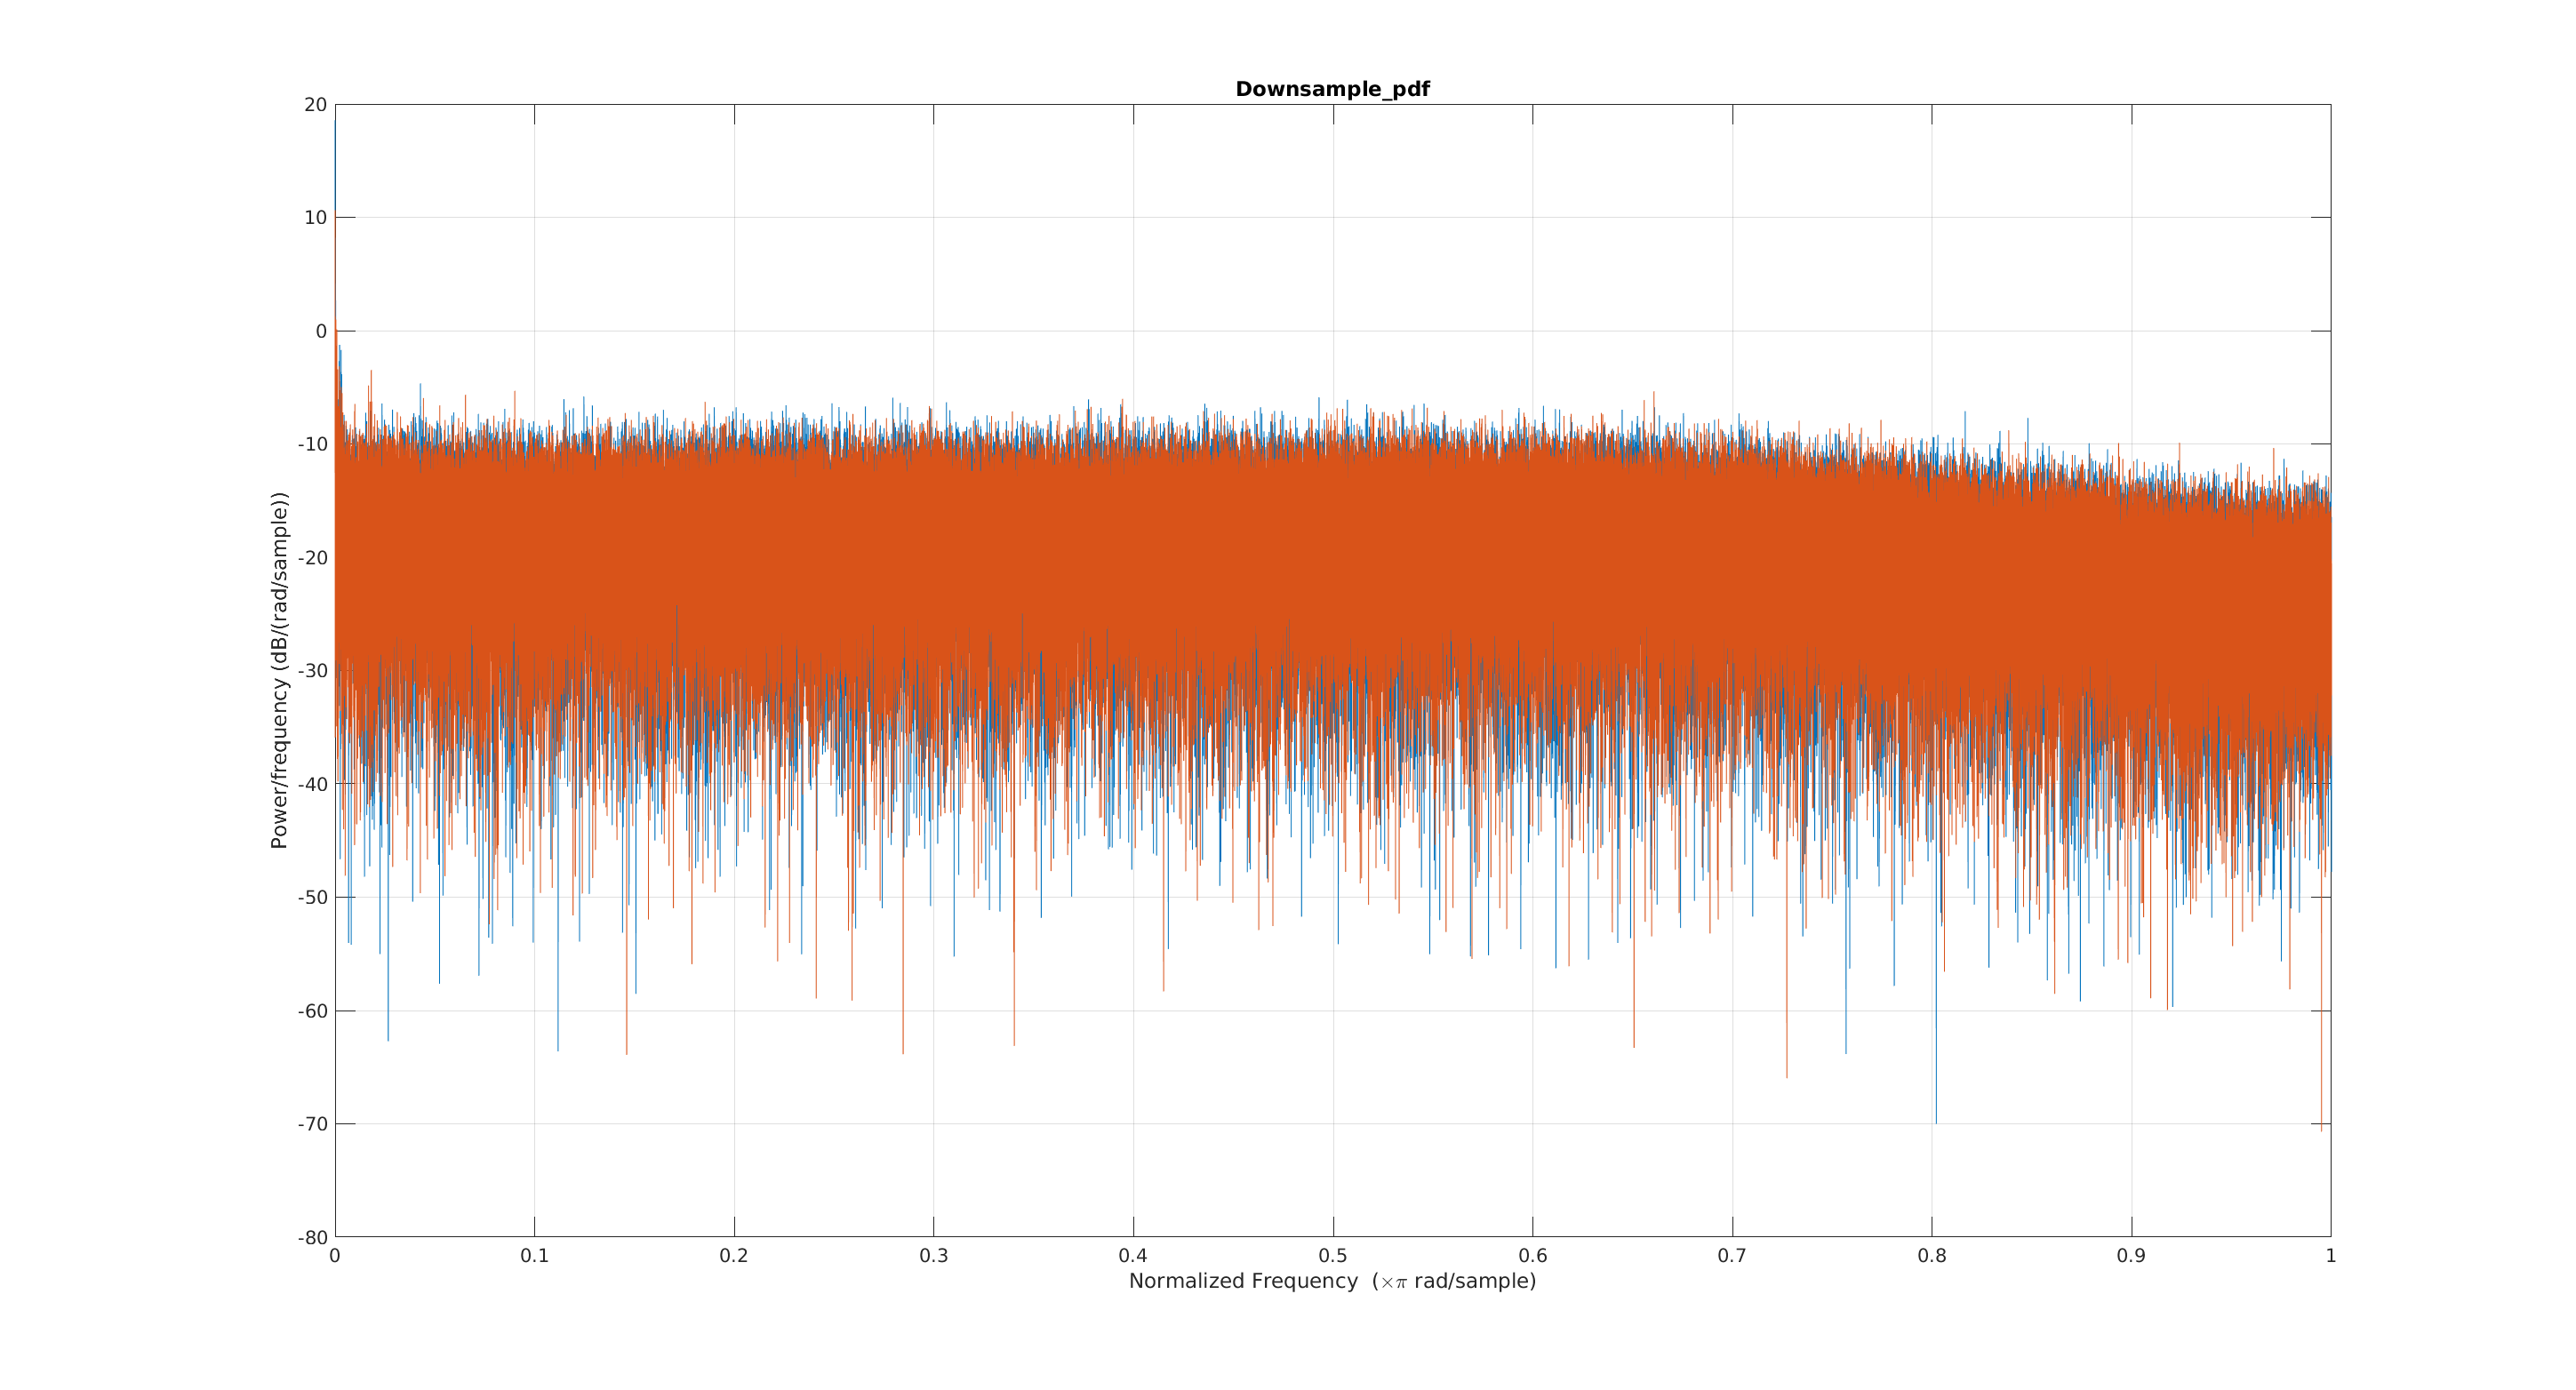 Downsample_pdf
20
10
0
-10
-20
-30
-40
-50
-60
-70
-80
Power/frequency (dB/(rad/sample))
0 0.1 0.2 0.3 0.4 0.5 0.6 0.7 0.8 0.9 1
Normalized Frequency (×π rad/sample)